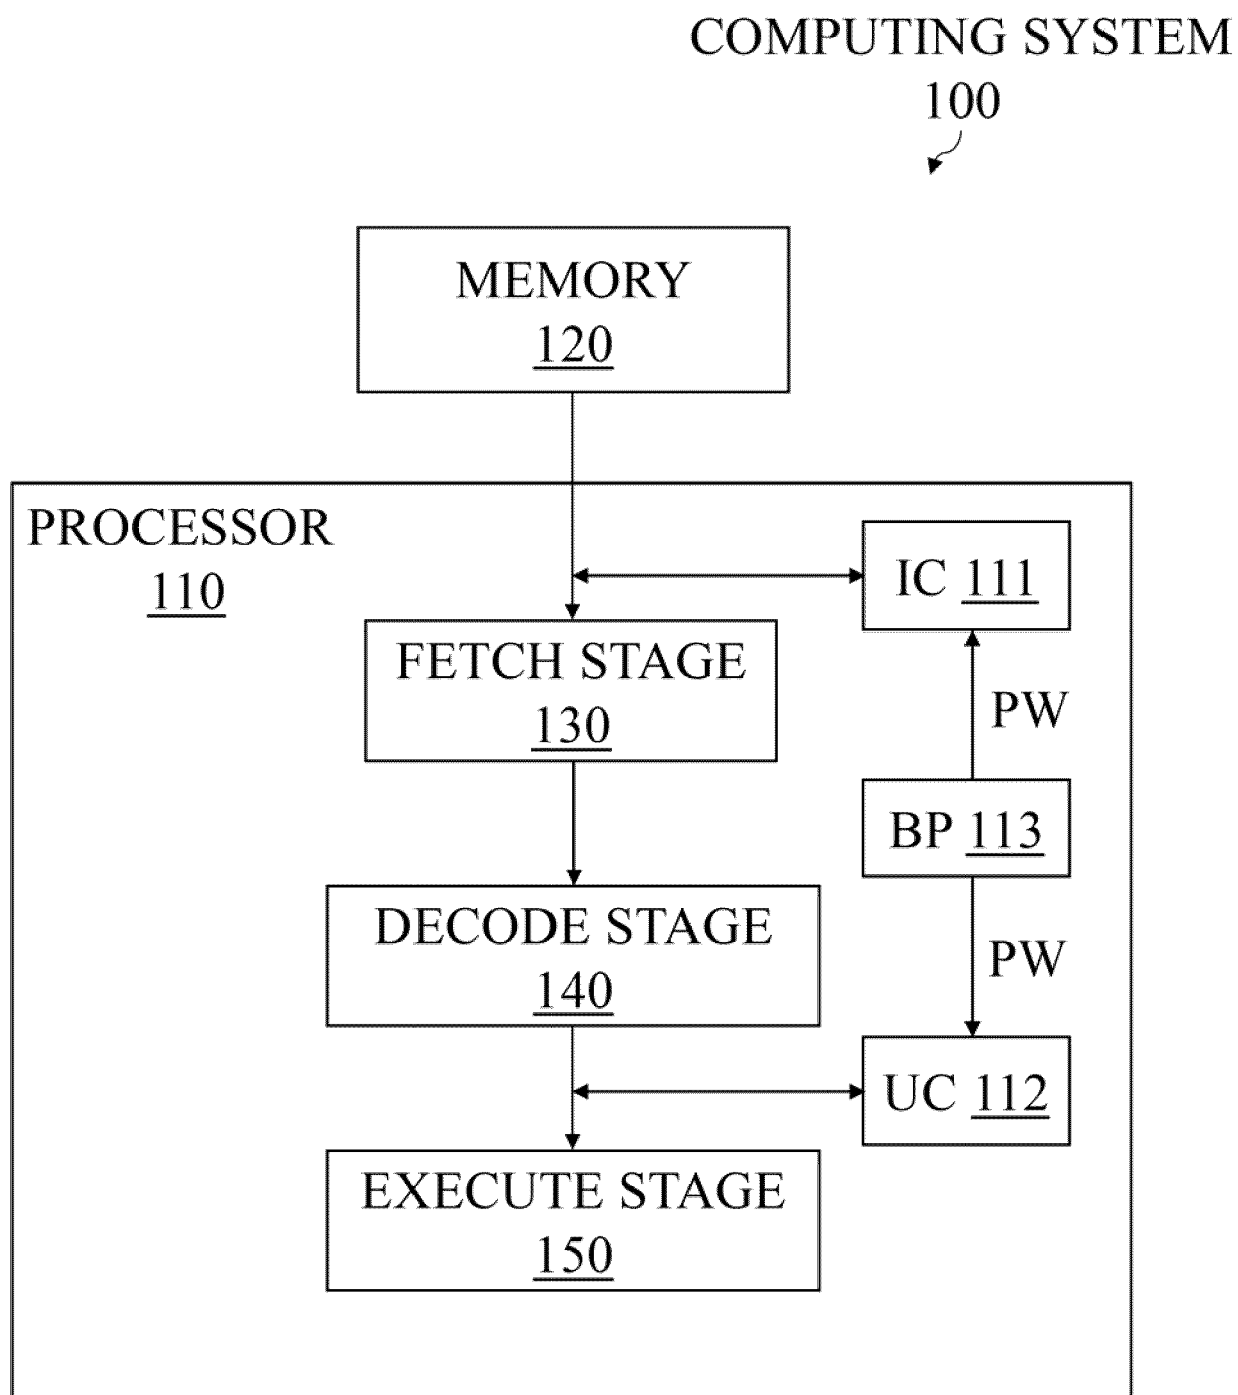 COMPUTING SYSTEM
100
MEMORY
120
PROCESSOR
110
IC 111
FETCH STAGE
130
PW
BP 113
DECODE STAGE
140
PW
UC 112
EXECUTE STAGE
150